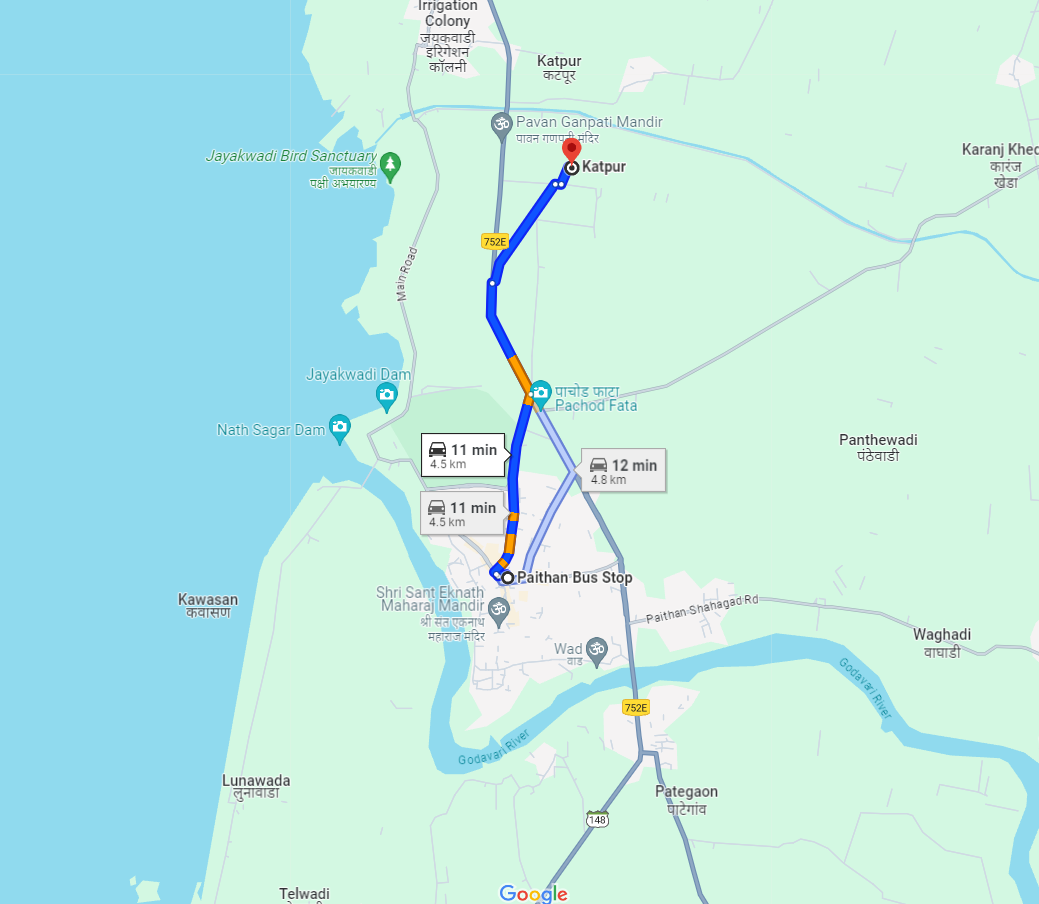 Irrigation
Colony
जायकवाडी
इरिगेशन
कॉलनी
Katpur
कटपूर
Pavan Ganpati Mandir
पावन गणपती मंदिर
Jayakwadi Bird Sanctuary
जायकवाडी
पक्षी अभयारण्य
Katpur
Karanj Khed
कारंज
खेडा
752E
Main Road
Jayakwadi Dam
पाचोड फाटा
Pachod Fata
Nath Sagar Dam
11 min
4.5 km
Panthewadi
पंठेवाडी
12 min
4.8 km
11 min
4.5 km
Paithan Bus Stop
Shri Sant Eknath
Maharaj Mandir
श्री संत एकनाथ
महाराज मंदिर
Kawasan
कवासण
Paithan Shahagad Rd
Waghadi
वाघाडी
Wad
वाड
Godavari River
752E
Godavari River
Lunawada
लुनावाडा
Pategaon
पाटेगांव
148
Telwadi
Google